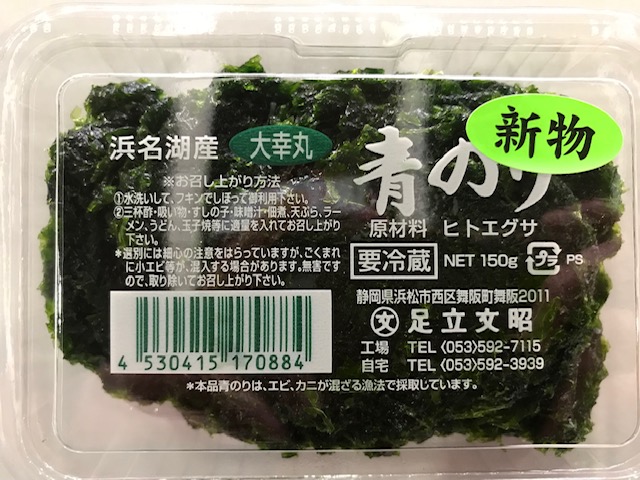 新物
浜名湖産 大幸丸
青のり
※お召し上がり方法
①水洗いして、フキンでしぼって御利用下さい。
②三杯酢・吸い物・すしの子・味噌汁・佃煮、天ぷら、ラー
メン、うどん、玉子焼等に適量を入れてお召し上がり
下さい。
*選別には細心の注意をはらっていますが、ごくまれ
に小エビ等が、混入する場合があります。無害です
ので、取り除いてお召し上がり下さい。
原材料 ヒトエグサ
要冷蔵 NET 150g プラ PS
静岡県浜松市西区舞阪町舞阪2011
文 足立文昭
工場 TEL〈053〉592-7115
自宅 TEL〈053〉592-3939
4 530415 170884
*本品青のりは、エビ、カニが混ざる漁法で採取しています。